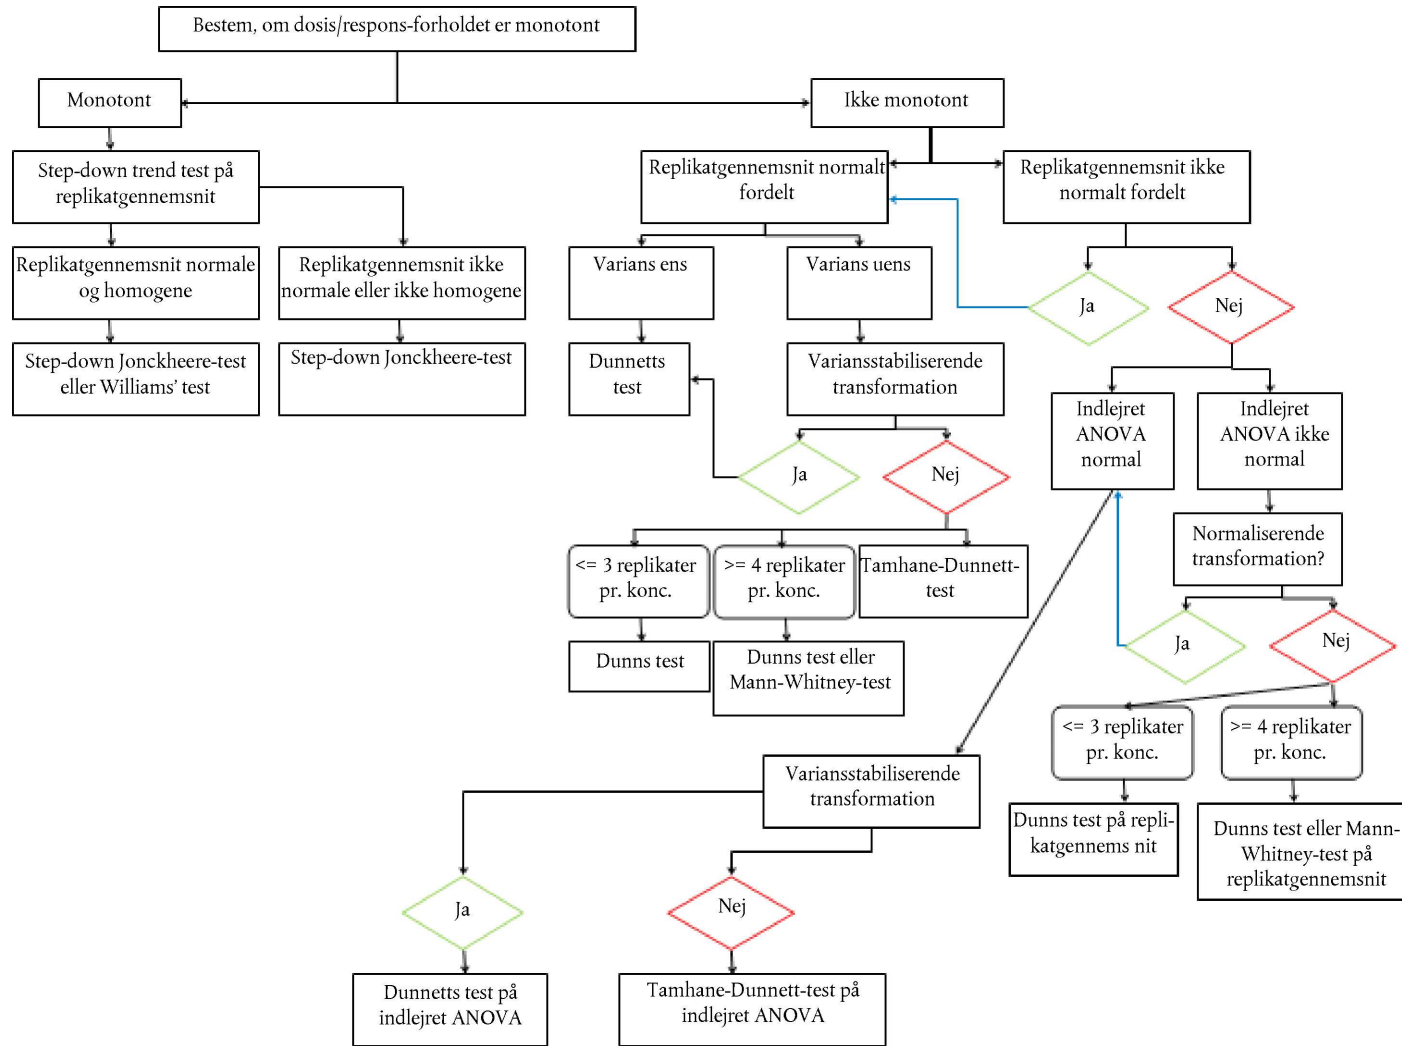 Bestem, om dosis/respons-forholdet er monotont
Monotont
Ikke monotont
Step-down trend test på
replikatgennemsnit
Replikatgennemsnit normalt
fordelt
Replikatgennemsnit ikke
normalt fordelt
Replikatgennemsnit normale
og homogene
Replikatgennemsnit ikke
normale eller ikke homogene
Varians ens
Varians uens
Ja
Nej
Step-down Jonckheere-test
eller Williams’ test
Step-down Jonckheere-test
Dunnetts
test
Variansstabiliserende
transformation
Indlejret
ANOVA
normal
Indlejret
ANOVA ikke
normal
Ja
Nej
Normaliserende
transformation?
<= 3 replikater
pr. konc.
>= 4 replikater
pr. konc.
Tamhane-Dunnett-
test
Ja
Nej
Dunns test
Dunns test eller
Mann-Whitney-test
<= 3 replikater
pr. konc.
>= 4 replikater
pr. konc.
Variansstabiliserende
transformation
Dunns test på repli-
katgennems nit
Dunns test eller Mann-
Whitney-test på
replikatgennemsnit
Ja
Nej
Dunnetts test på
indlejret ANOVA
Tamhane-Dunnett-test på
indlejret ANOVA